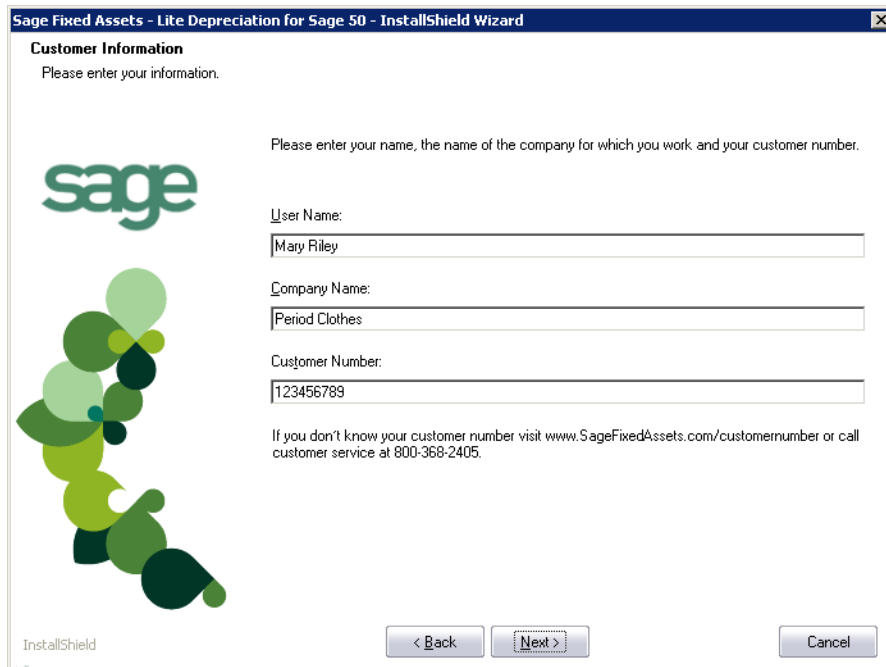 Sage Fixed Assets - Lite Depreciation for Sage 50 - InstallShield Wizard
Customer Information
Please enter your information.
sage
Please enter your name, the name of the company for which you work and your customer number.
User Name:
Mary Riley
Company Name:
Period Clothes
Customer Number:
123456789
If you don't know your customer number visit www.SageFixedAssets.com/customernumber or call
customer service at 800-368-2405.
InstallShield
< Back
Next >
Cancel